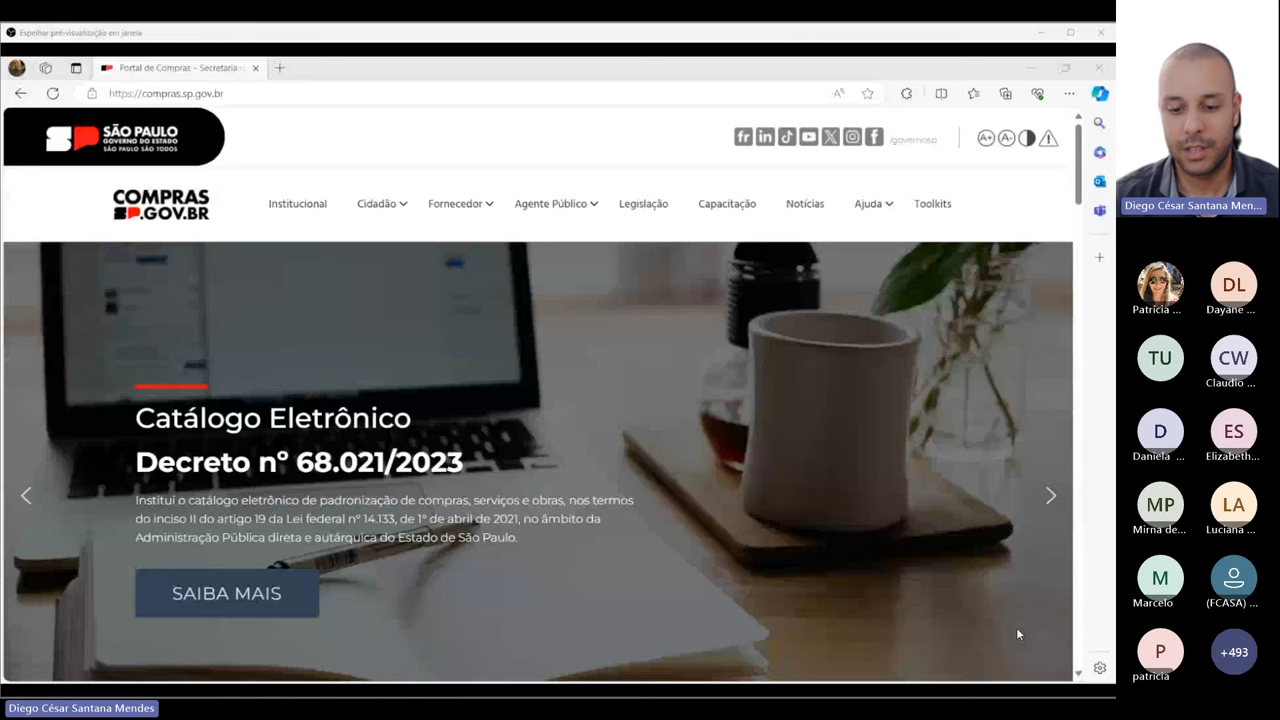 Espelhar pré-visualização em janela
Portal de Compras - Secretaria
https://compras.sp.gov.br
SÃO PAULO
GOVERNO DO ESTADO
SÃO PAULO SÃO TODOS
/governosp
A+ A-
COMPRAS
SP.GOV.BR
Institucional Cidadão Fornecedor Agente Público Legislação Capacitação Notícias Ajuda Toolkits
Catálogo Eletrônico
Decreto nº 68.021/2023
Institui o catálogo eletrônico de padronização de compras, serviços e obras, nos termos
do inciso II do artigo 19 da Lei federal nº 14.133, de 1º de abril de 2021, no âmbito da
Administração Pública direta e autárquica do Estado de São Paulo.
SAIBA MAIS
Diego César Santana Mendes
Diego César Santana Men...
Patrícia ...
DL
Dayane ...
TU
CW
Claudio ...
D
Daniela ...
ES
Elizabeth...
MP
Mirna de...
LA
Luciana ...
M
Marcelo
(FCASA) ...
P
patricia
+493